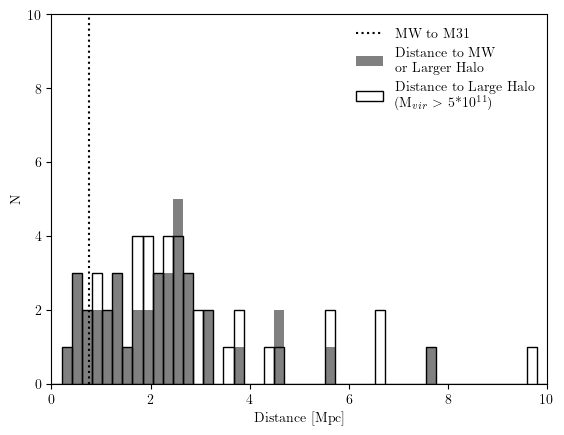 10
8
6
4
2
0
N
0 2 4 6 8 10
Distance [Mpc]
MW to M31
Distance to MW
or Larger Halo
Distance to Large Halo
(M$_{vir}$ > 5*10$^{11}$)